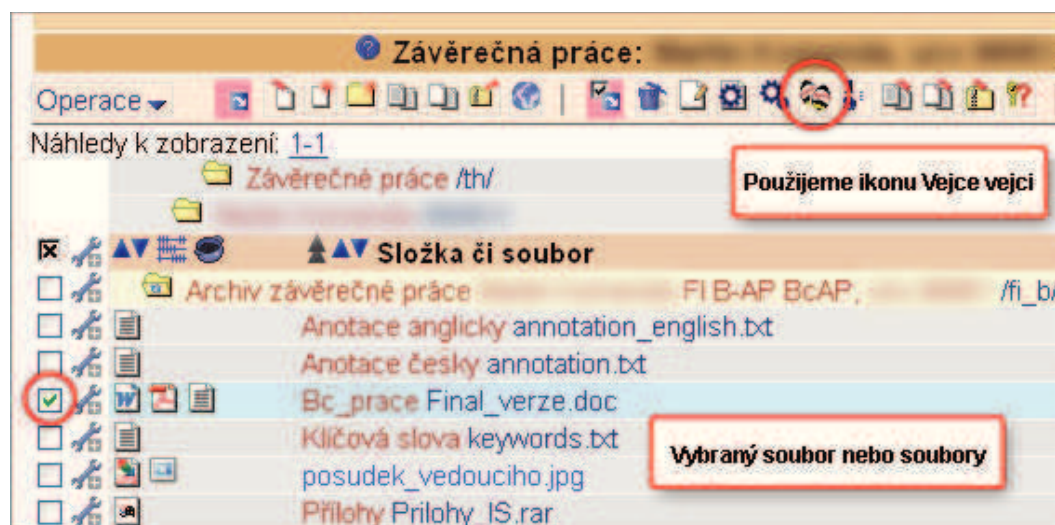 Závěrečná práce:
Operace
Náhledy k zobrazení: 1-1
Závěrečné práce /th/
Použijeme ikonu Vejce vejci
Složka či soubor
Archiv závěrečné práce FI B-AP BcAP, /fi_b/
Anotace anglicky annotation_english.txt
Anotace česky annotation.txt
Bc_prace Final_verze.doc
Klíčová slova keywords.txt
Vybraný soubor nebo soubory
posudek_vedouciho.jpg
Přílohy Prilohy_IS.rar